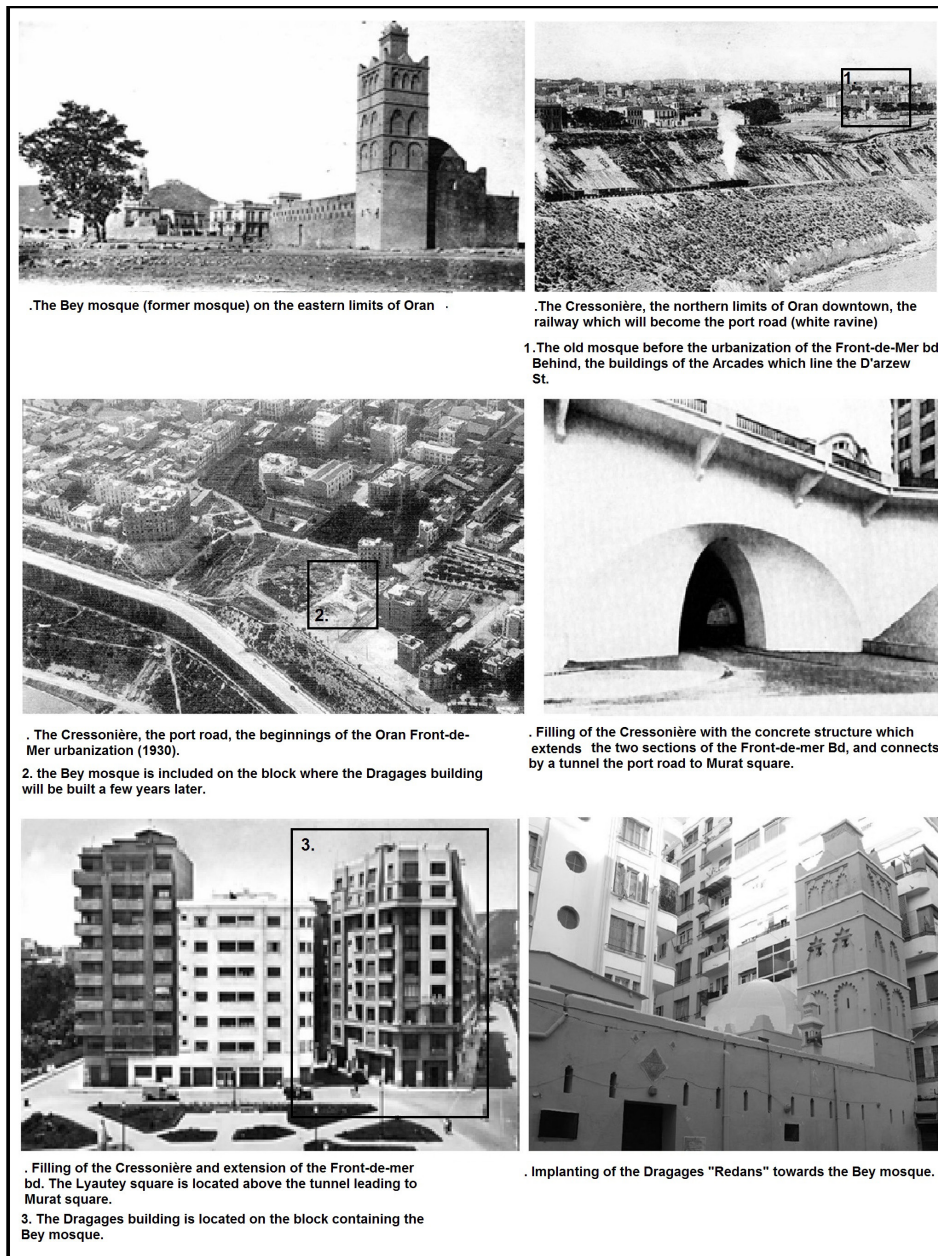 .The Bey mosque (former mosque) on the eastern limits of Oran .
1.
.The Cressonière, the northern limits of Oran downtown, the
railway which will become the port road (white ravine)
1.The old mosque before the urbanization of the Front-de-Mer bd
Behind, the buildings of the Arcades which line the D'arzew
St.
2.
. The Cressonière, the port road, the beginnings of the Oran Front-de-
Mer urbanization (1930).
2. the Bey mosque is included on the block where the Dragages building
will be built a few years later.
. Filling of the Cressonière with the concrete structure which
extends the two sections of the Front-de-mer Bd, and connects
by a tunnel the port road to Murat square.
3.
. Filling of the Cressonière and extension of the Front-de-mer
bd. The Lyautey square is located above the tunnel leading to
Murat square.
3. The Dragages building is located on the block containing the
Bey mosque.
. Implanting of the Dragages "Redans" towards the Bey mosque.